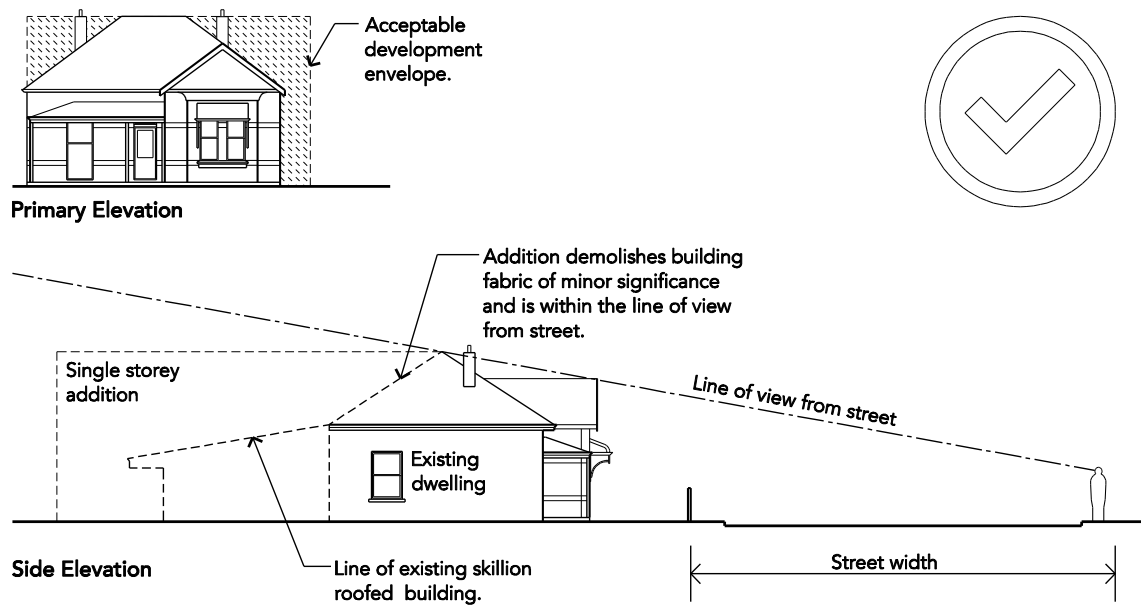 Acceptable
development
envelope.
Primary Elevation
Addition demolishes building
fabric of minor significance
and is within the line of view
from street.
Single storey
addition
Line of view from street
Existing
dwelling
Side Elevation
Line of existing skillion
roofed building.
Street width